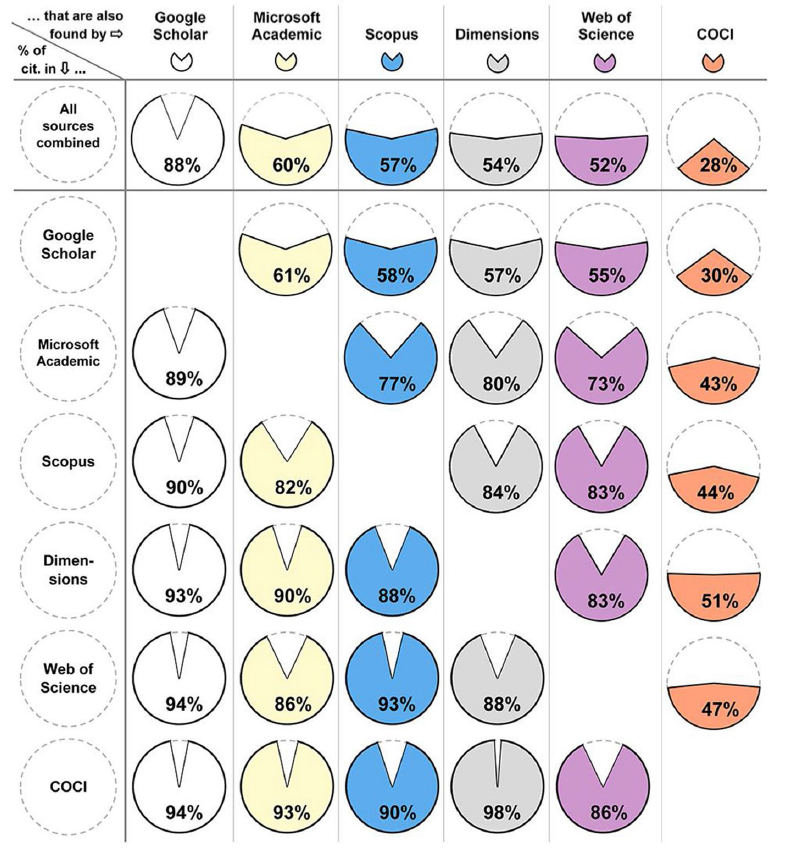 ... that are also
found by ⇨
% of
cit. in ⇩ ...
Google
Scholar
Microsoft
Academic
Scopus
Dimensions
Web of
Science
COCI
All
sources
combined
88%
60%
57%
54%
52%
28%
Google
Scholar
61%
58%
57%
55%
30%
Microsoft
Academic
89%
77%
80%
73%
43%
Scopus
90%
82%
84%
83%
44%
Dimen-
sions
93%
90%
88%
83%
51%
Web of
Science
94%
86%
93%
88%
47%
COCI
94%
93%
90%
98%
86%